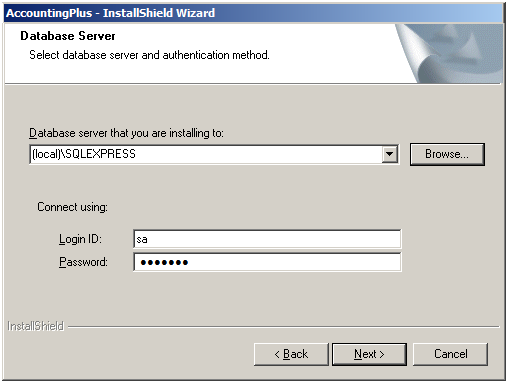 AccountingPlus - InstallShield Wizard
Database Server
Select database server and authentication method.
Database server that you are installing to:
(local)\SQLEXPRESS
Browse...
Connect using:
Login ID:
sa
Password:
●●●●●●●
InstallShield
< Back
Next >
Cancel